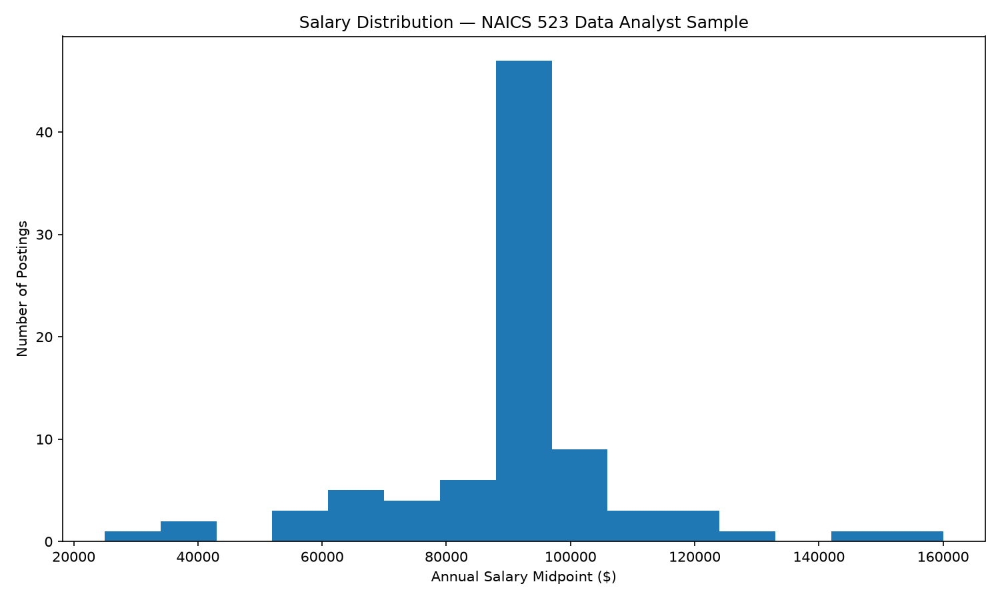 Salary Distribution — NAICS 523 Data Analyst Sample
Number of Postings
40
30
20
10
0
20000 40000 60000 80000 100000 120000 140000 160000
Annual Salary Midpoint ($)